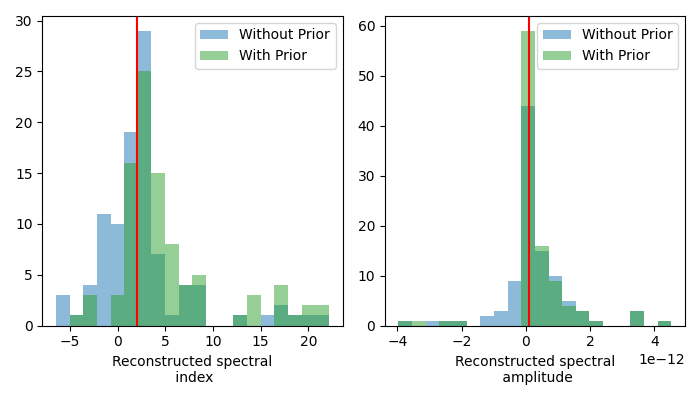 Without Prior
With Prior
30
25
20
15
10
5
0
−5
0
5
10
15
20
Reconstructed spectral
index
Without Prior
With Prior
60
50
40
30
20
10
0
−4
−2
0
2
4
1e−12
Reconstructed spectral
amplitude